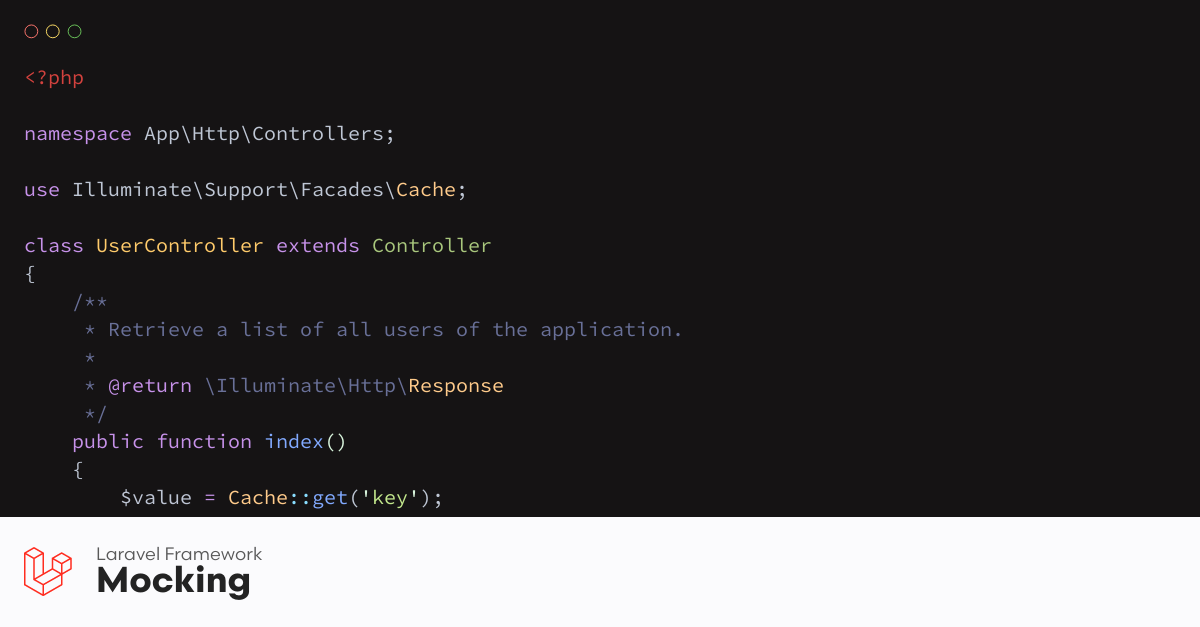 <?php
namespace App\Http\Controllers;
use Illuminate\Support\Facades\Cache;
class UserController extends Controller
{
    /**
     * Retrieve a list of all users of the application.
     *
     * @return \Illuminate\Http\Response
     */
    public function index()
    {
        $value = Cache::get('key');
Laravel Framework
Mocking